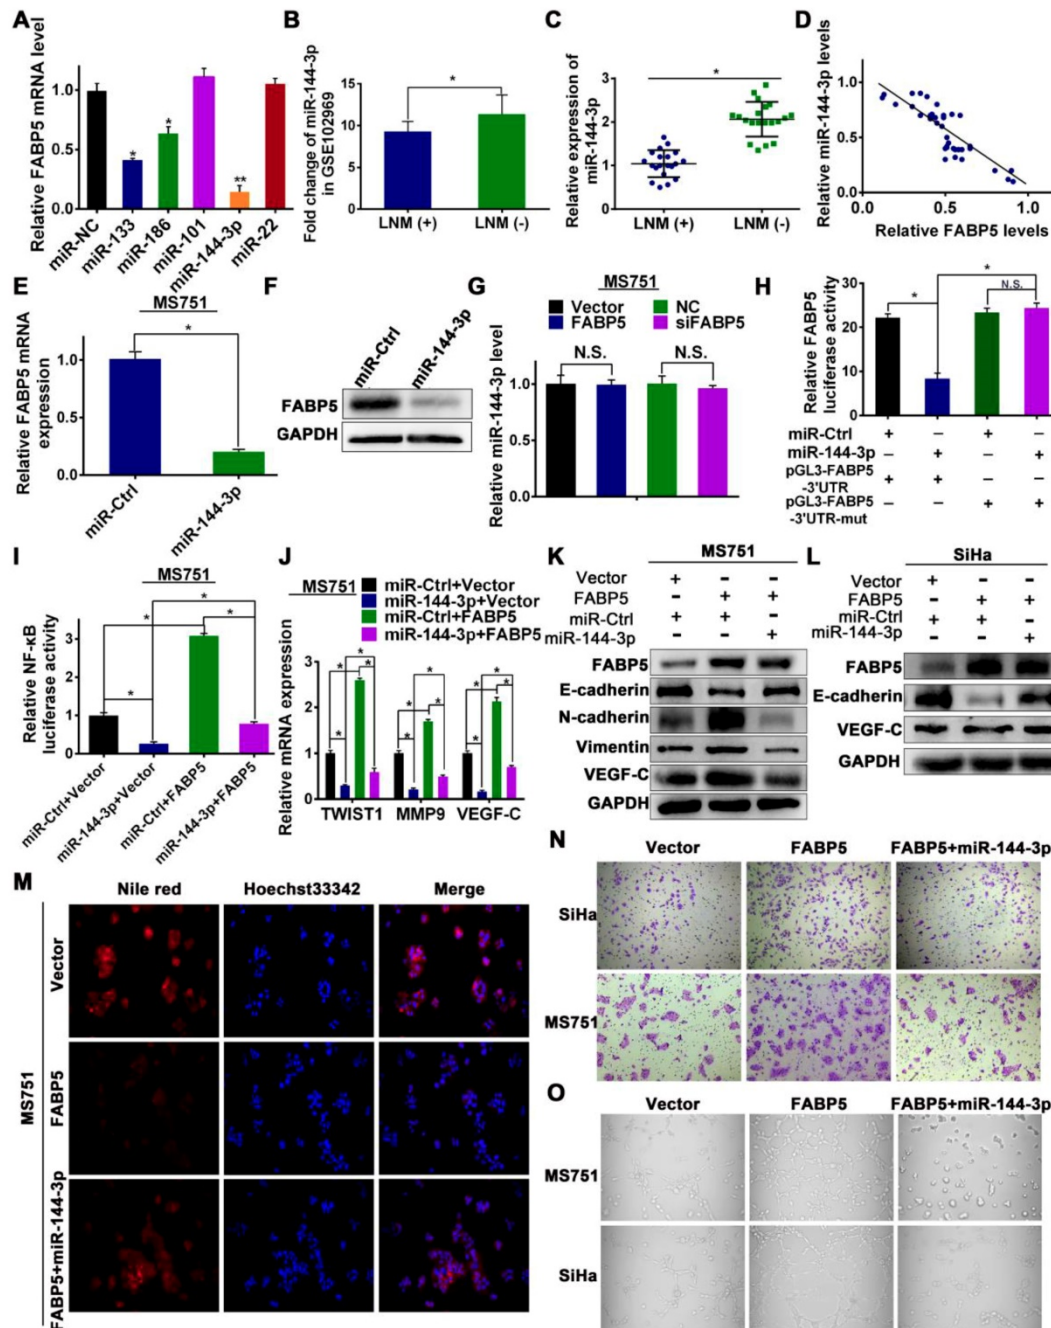 A
Relative FABP5 mRNA level
1.0
0.5
0.0
*
*
**
miR-NC
miR-133
miR-186
miR-101
miR-144-3p
miR-22
B
Fold change of miR-144-3p
in GSE102969
15
10
5
0
*
LNM (+)
LNM (-)
C
Relative expression of
miR-144-3p
3
2
1
0
*
LNM (+)
LNM (-)
D
Relative miR-144-3p levels
1.0
0.5
0.0
0.0
0.5
1.0
Relative FABP5 levels
E
MS751
Relative FABP5 mRNA
expression
1.0
0.5
0.0
*
miR-Ctrl
miR-144-3p
F
miR-Ctrl
miR-144-3p
FABP5
GAPDH
G
MS751
Vector
NC
FABP5
siFABP5
Relative miR-144-3p level
1.0
0.5
0.0
N.S.
N.S.
H
Relative FABP5
luciferase activity
30
20
10
0
*
*
N.S.
miR-Ctrl + – + –
miR-144-3p – + – +
pGL3-FABP5 + + – –
-3'UTR
pGL3-FABP5 – – + +
-3'UTR-mut
I
MS751
Relative NF-κB
luciferase activity
3
2
1
0
*
*
*
*
miR-Ctrl+Vector
miR-144-3p+Vector
miR-Ctrl+FABP5
miR-144-3p+FABP5
J
MS751
miR-Ctrl+Vector
miR-144-3p+Vector
miR-Ctrl+FABP5
miR-144-3p+FABP5
Relative mRNA expression
3
2
1
0
* * * *
* * * *
* * * *
TWIST1
MMP9
VEGF-C
K
MS751
Vector + – –
FABP5 – + +
miR-Ctrl + + –
miR-144-3p – – +
FABP5
E-cadherin
N-cadherin
Vimentin
VEGF-C
GAPDH
L
SiHa
Vector + – –
FABP5 – + +
miR-Ctrl + + –
miR-144-3p – – +
FABP5
E-cadherin
VEGF-C
GAPDH
M
Nile red
Hoechst33342
Merge
MS751
Vector
FABP5
FABP5+miR-144-3p
N
Vector
FABP5
FABP5+miR-144-3p
SiHa
MS751
O
Vector
FABP5
FABP5+miR-144-3p
MS751
SiHa